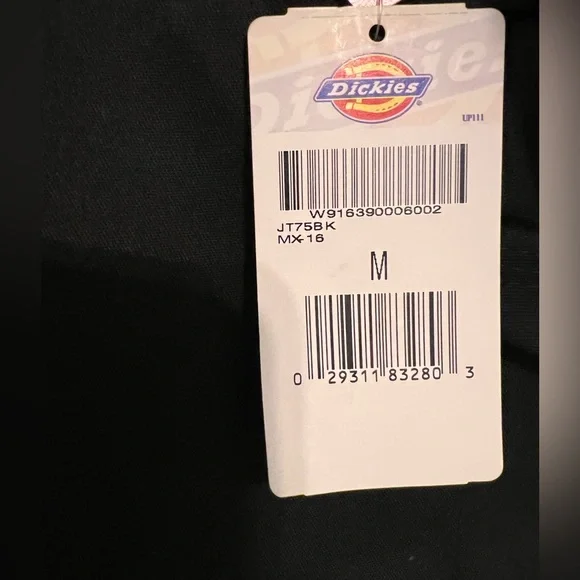 Dickies
UP111
W916390006002
JT75BK
MX-16
M
0 29311 83280 3